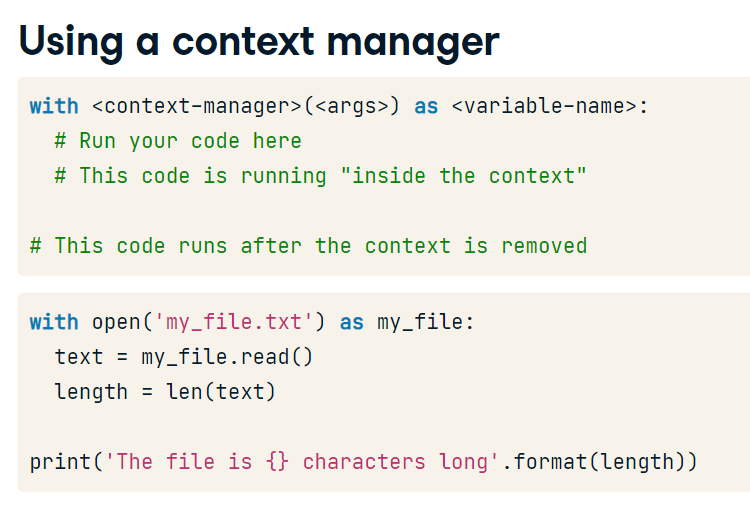 Using a context manager
with <context-manager>(<args>) as <variable-name>:
  # Run your code here
  # This code is running "inside the context"
# This code runs after the context is removed
with open('my_file.txt') as my_file:
  text = my_file.read()
  length = len(text)
print('The file is {} characters long'.format(length))